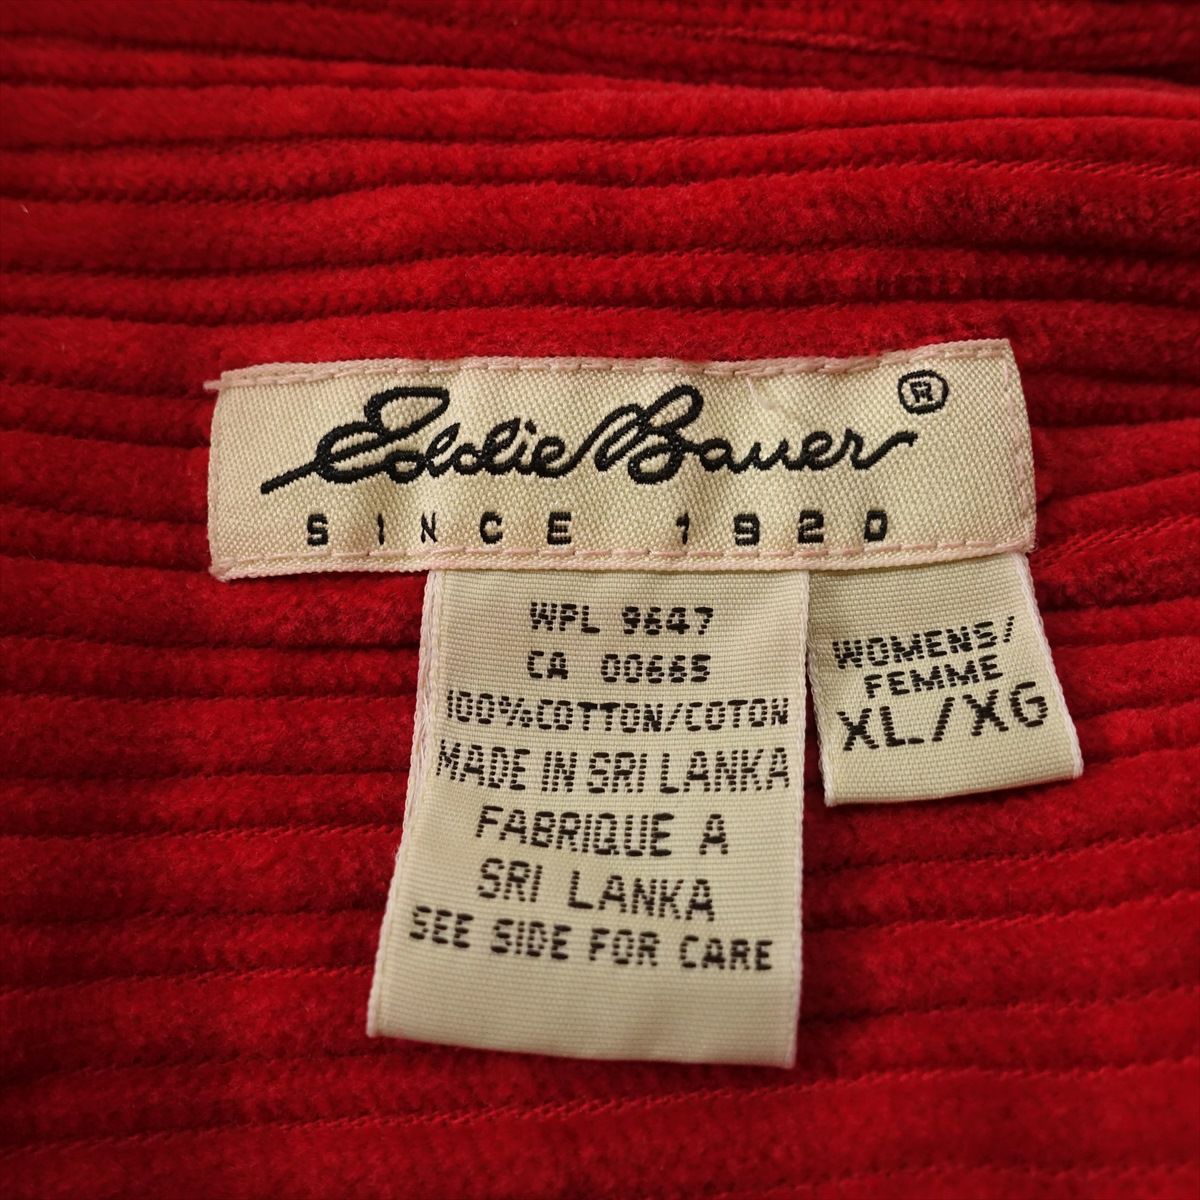 Eddie Bauer ®
SINCE 1920
WPL 9647
CA 00665
100%COTTON/COTON
MADE IN SRI LANKA
FABRIQUE A
SRI LANKA
SEE SIDE FOR CARE
WOMENS/
FEMME
XL/XG